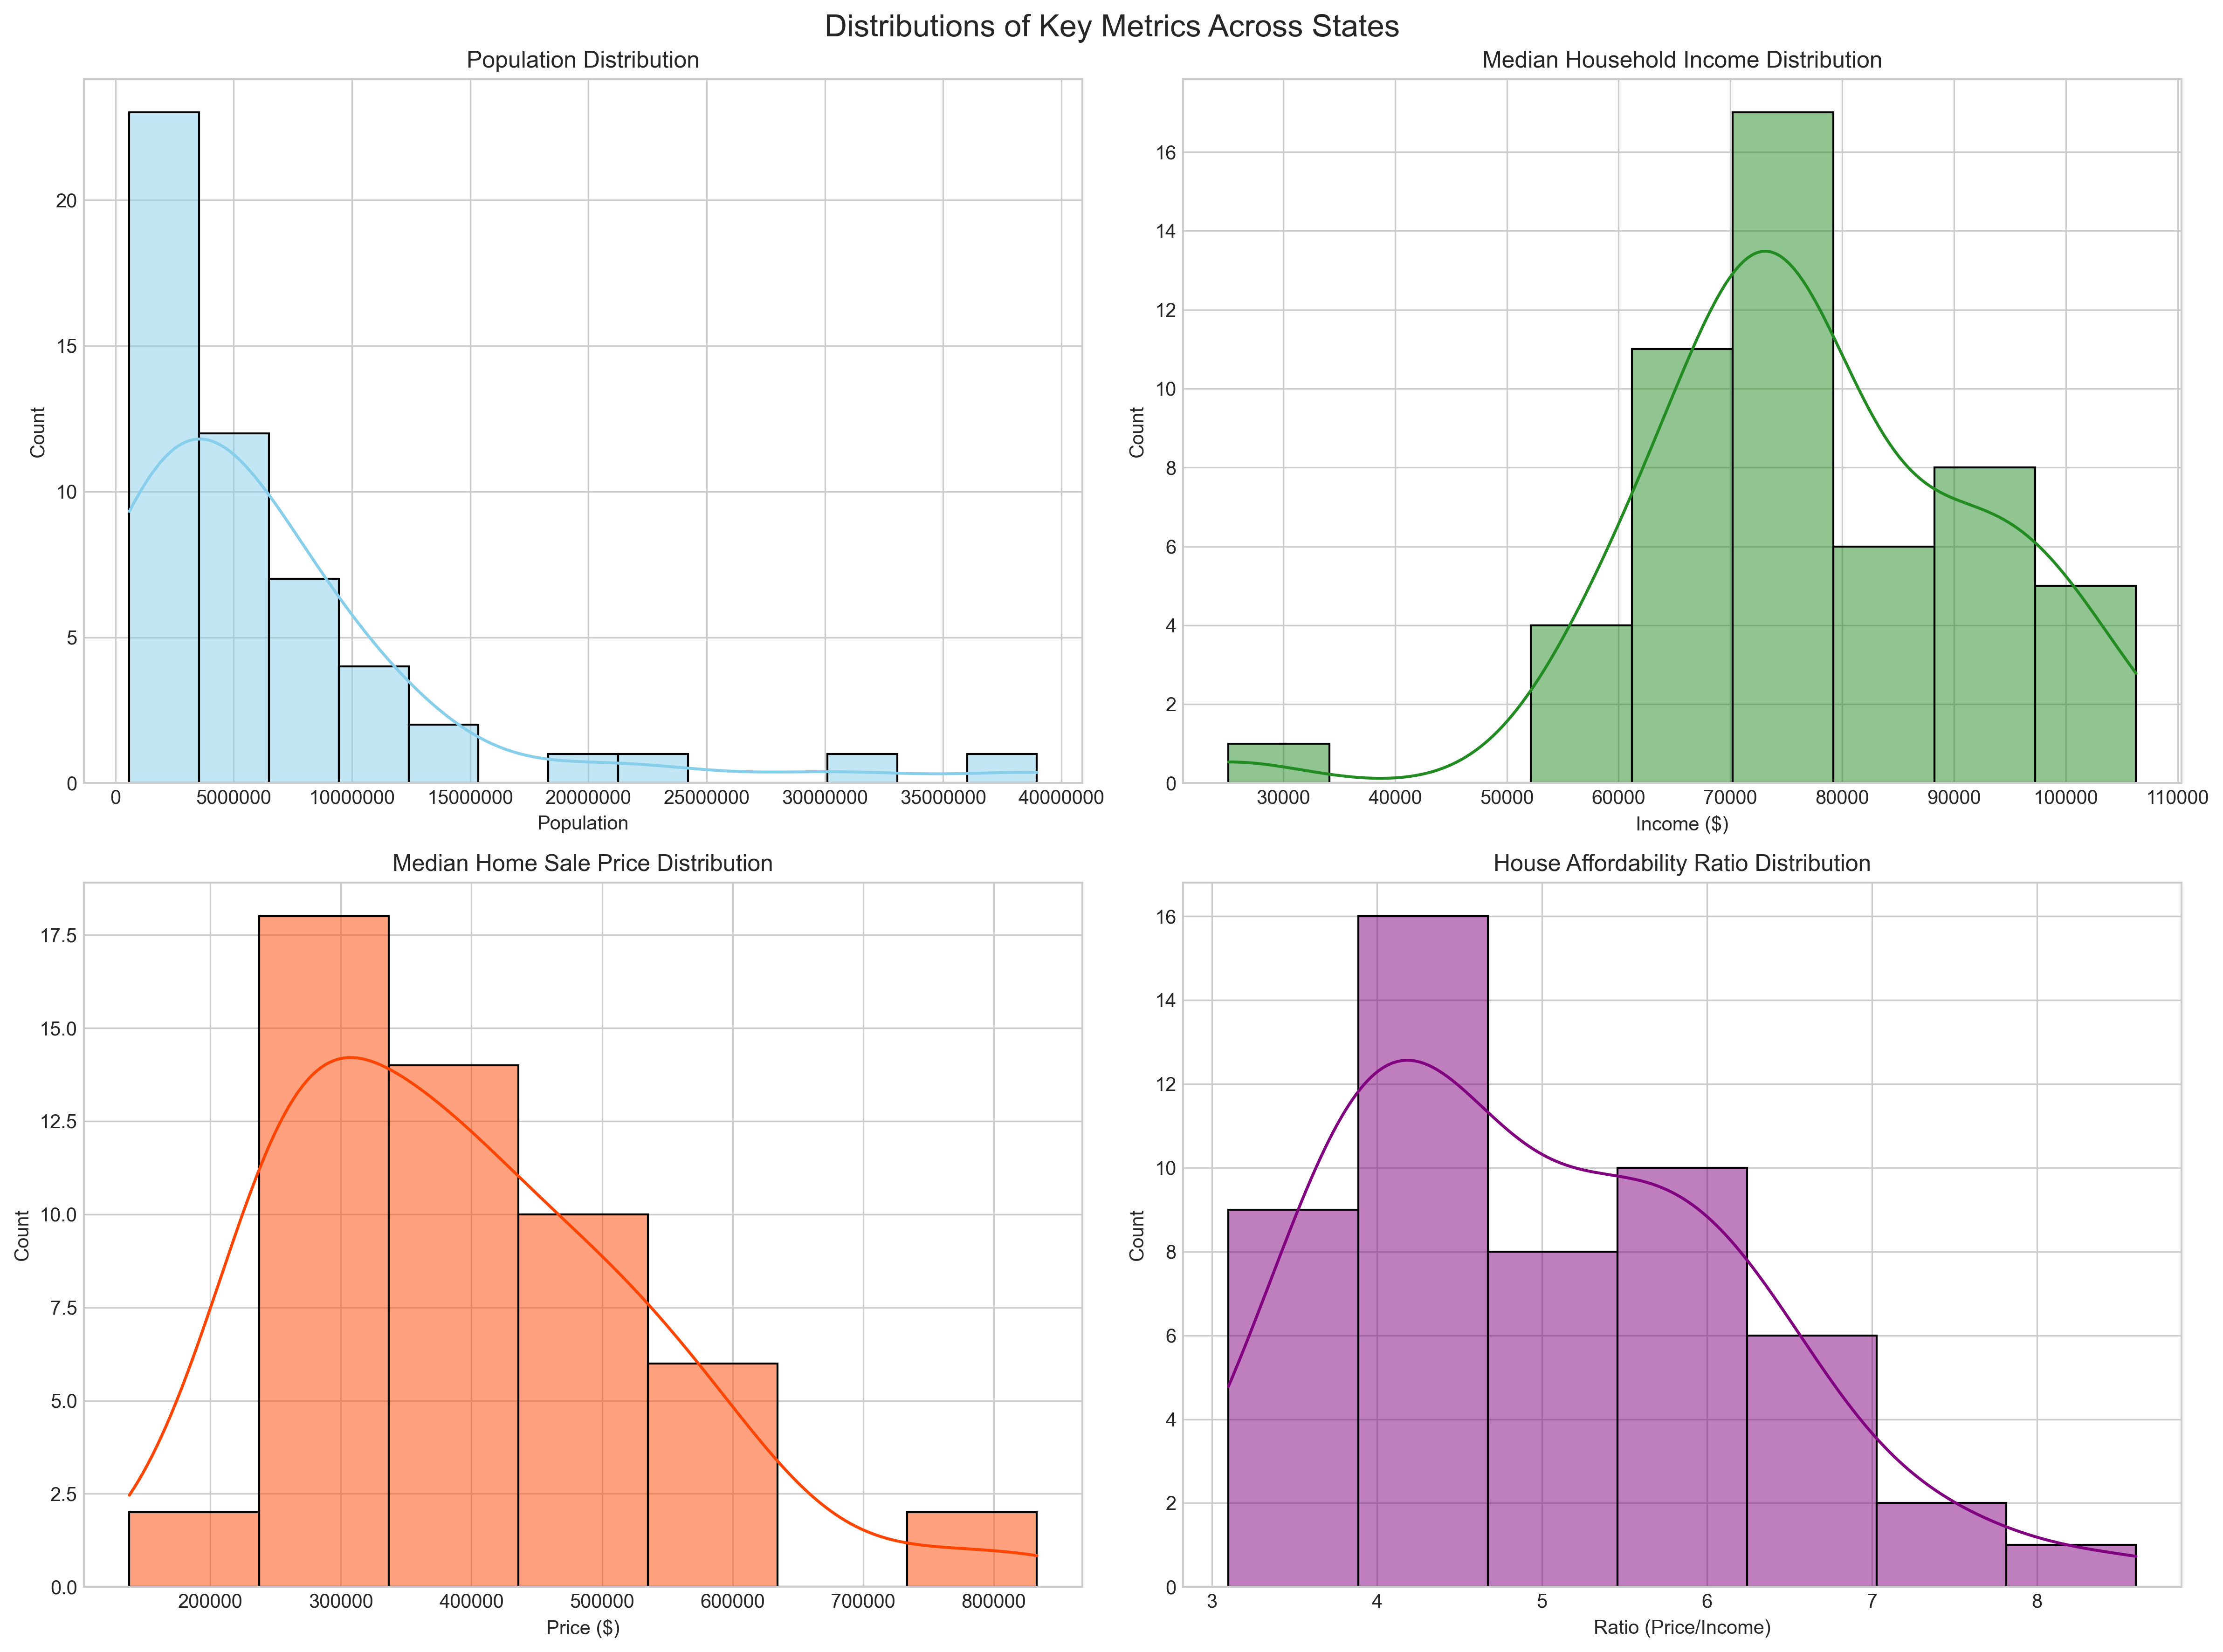 Distributions of Key Metrics Across States
Population Distribution
Count
20
15
10
5
0
0 5000000 10000000 15000000 20000000 25000000 30000000 35000000 40000000
Population
Median Household Income Distribution
Count
16
14
12
10
8
6
4
2
0
30000 40000 50000 60000 70000 80000 90000 100000 110000
Income ($)
Median Home Sale Price Distribution
Count
17.5
15.0
12.5
10.0
7.5
5.0
2.5
0.0
200000 300000 400000 500000 600000 700000 800000
Price ($)
House Affordability Ratio Distribution
Count
16
14
12
10
8
6
4
2
0
3 4 5 6 7 8
Ratio (Price/Income)